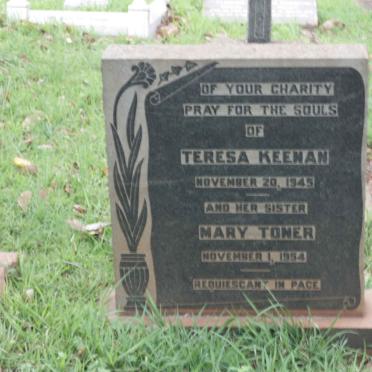 OF YOUR CHARITY
PRAY FOR THE SOULS
OF
TERESA KEENAN
NOVEMBER 20, 1945
AND HER SISTER
MARY TONER
NOVEMBER 1, 1954
REQUIESCANT IN PACE